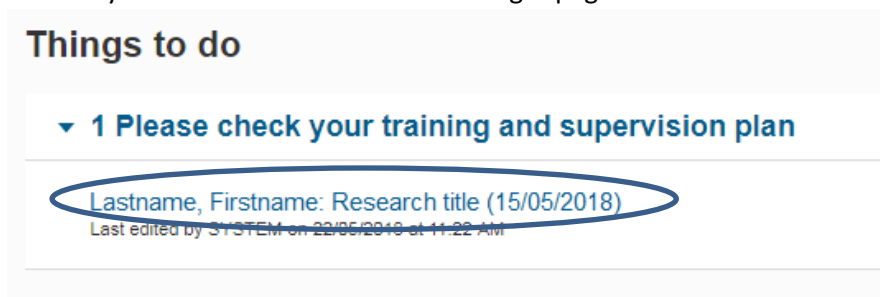 Things to do
1 Please check your training and supervision plan
Lastname, Firstname: Research title (15/05/2018)
Last edited by SYSTEM on 22/05/2018 at 11:22 AM